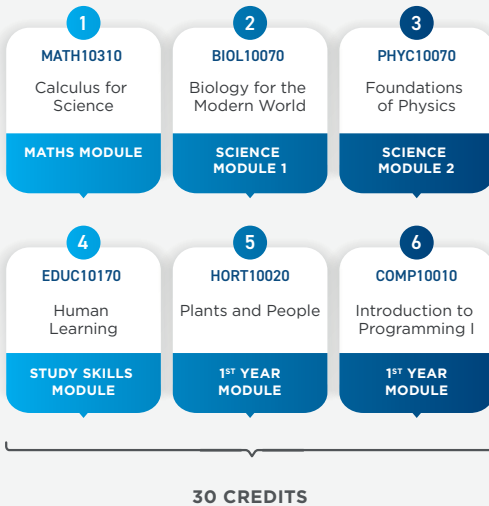 1
MATH10310
Calculus for
Science
MATHS MODULE
2
BIOL10070
Biology for the
Modern World
SCIENCE
MODULE 1
3
PHYC10070
Foundations
of Physics
SCIENCE
MODULE 2
4
EDUC10170
Human
Learning
STUDY SKILLS
MODULE
5
HORT10020
Plants and People
1ST YEAR
MODULE
6
COMP10010
Introduction to
Programming I
1ST YEAR
MODULE
30 CREDITS